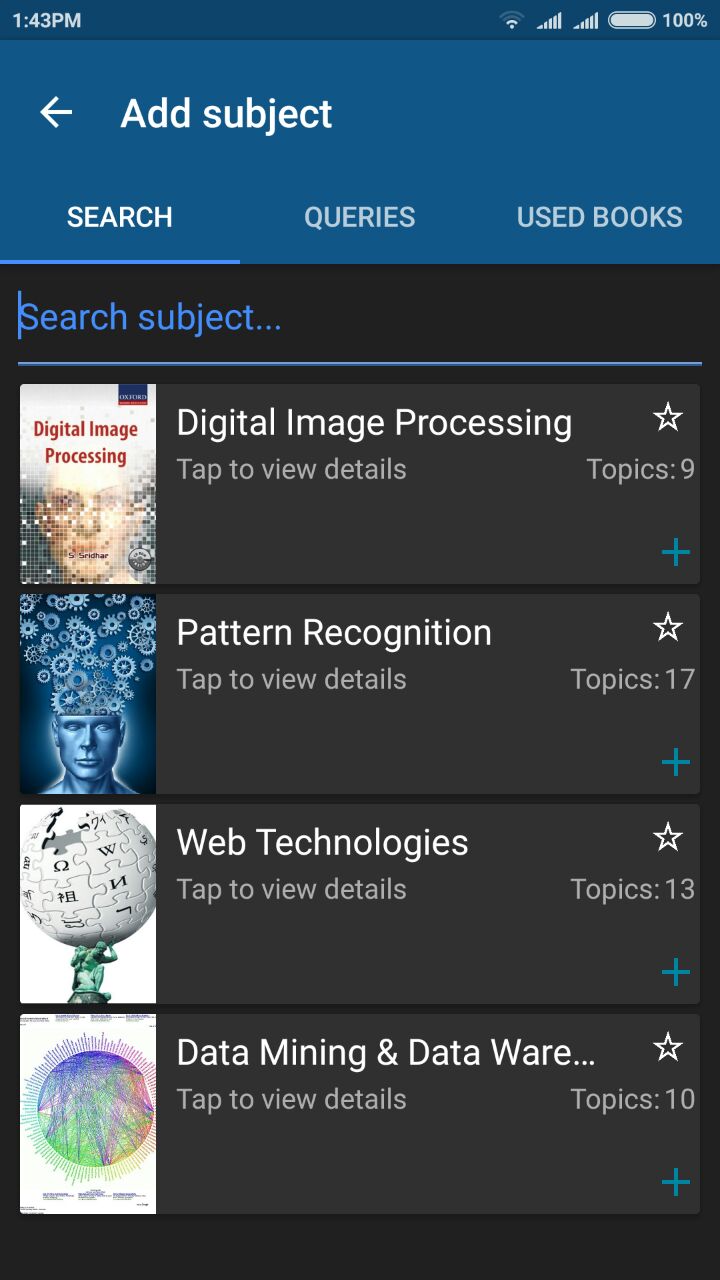 1:43PM
100%
Add subject
SEARCH
QUERIES
USED BOOKS
Search subject...
OXFORD
Digital Image
Processing
S. Sridhar
Digital Image Processing
Tap to view details
Topics: 9
Pattern Recognition
Tap to view details
Topics: 17
Ω
W
И
祖
Web Technologies
Tap to view details
Topics: 13
Data Mining & Data Ware...
Tap to view details
Topics: 10